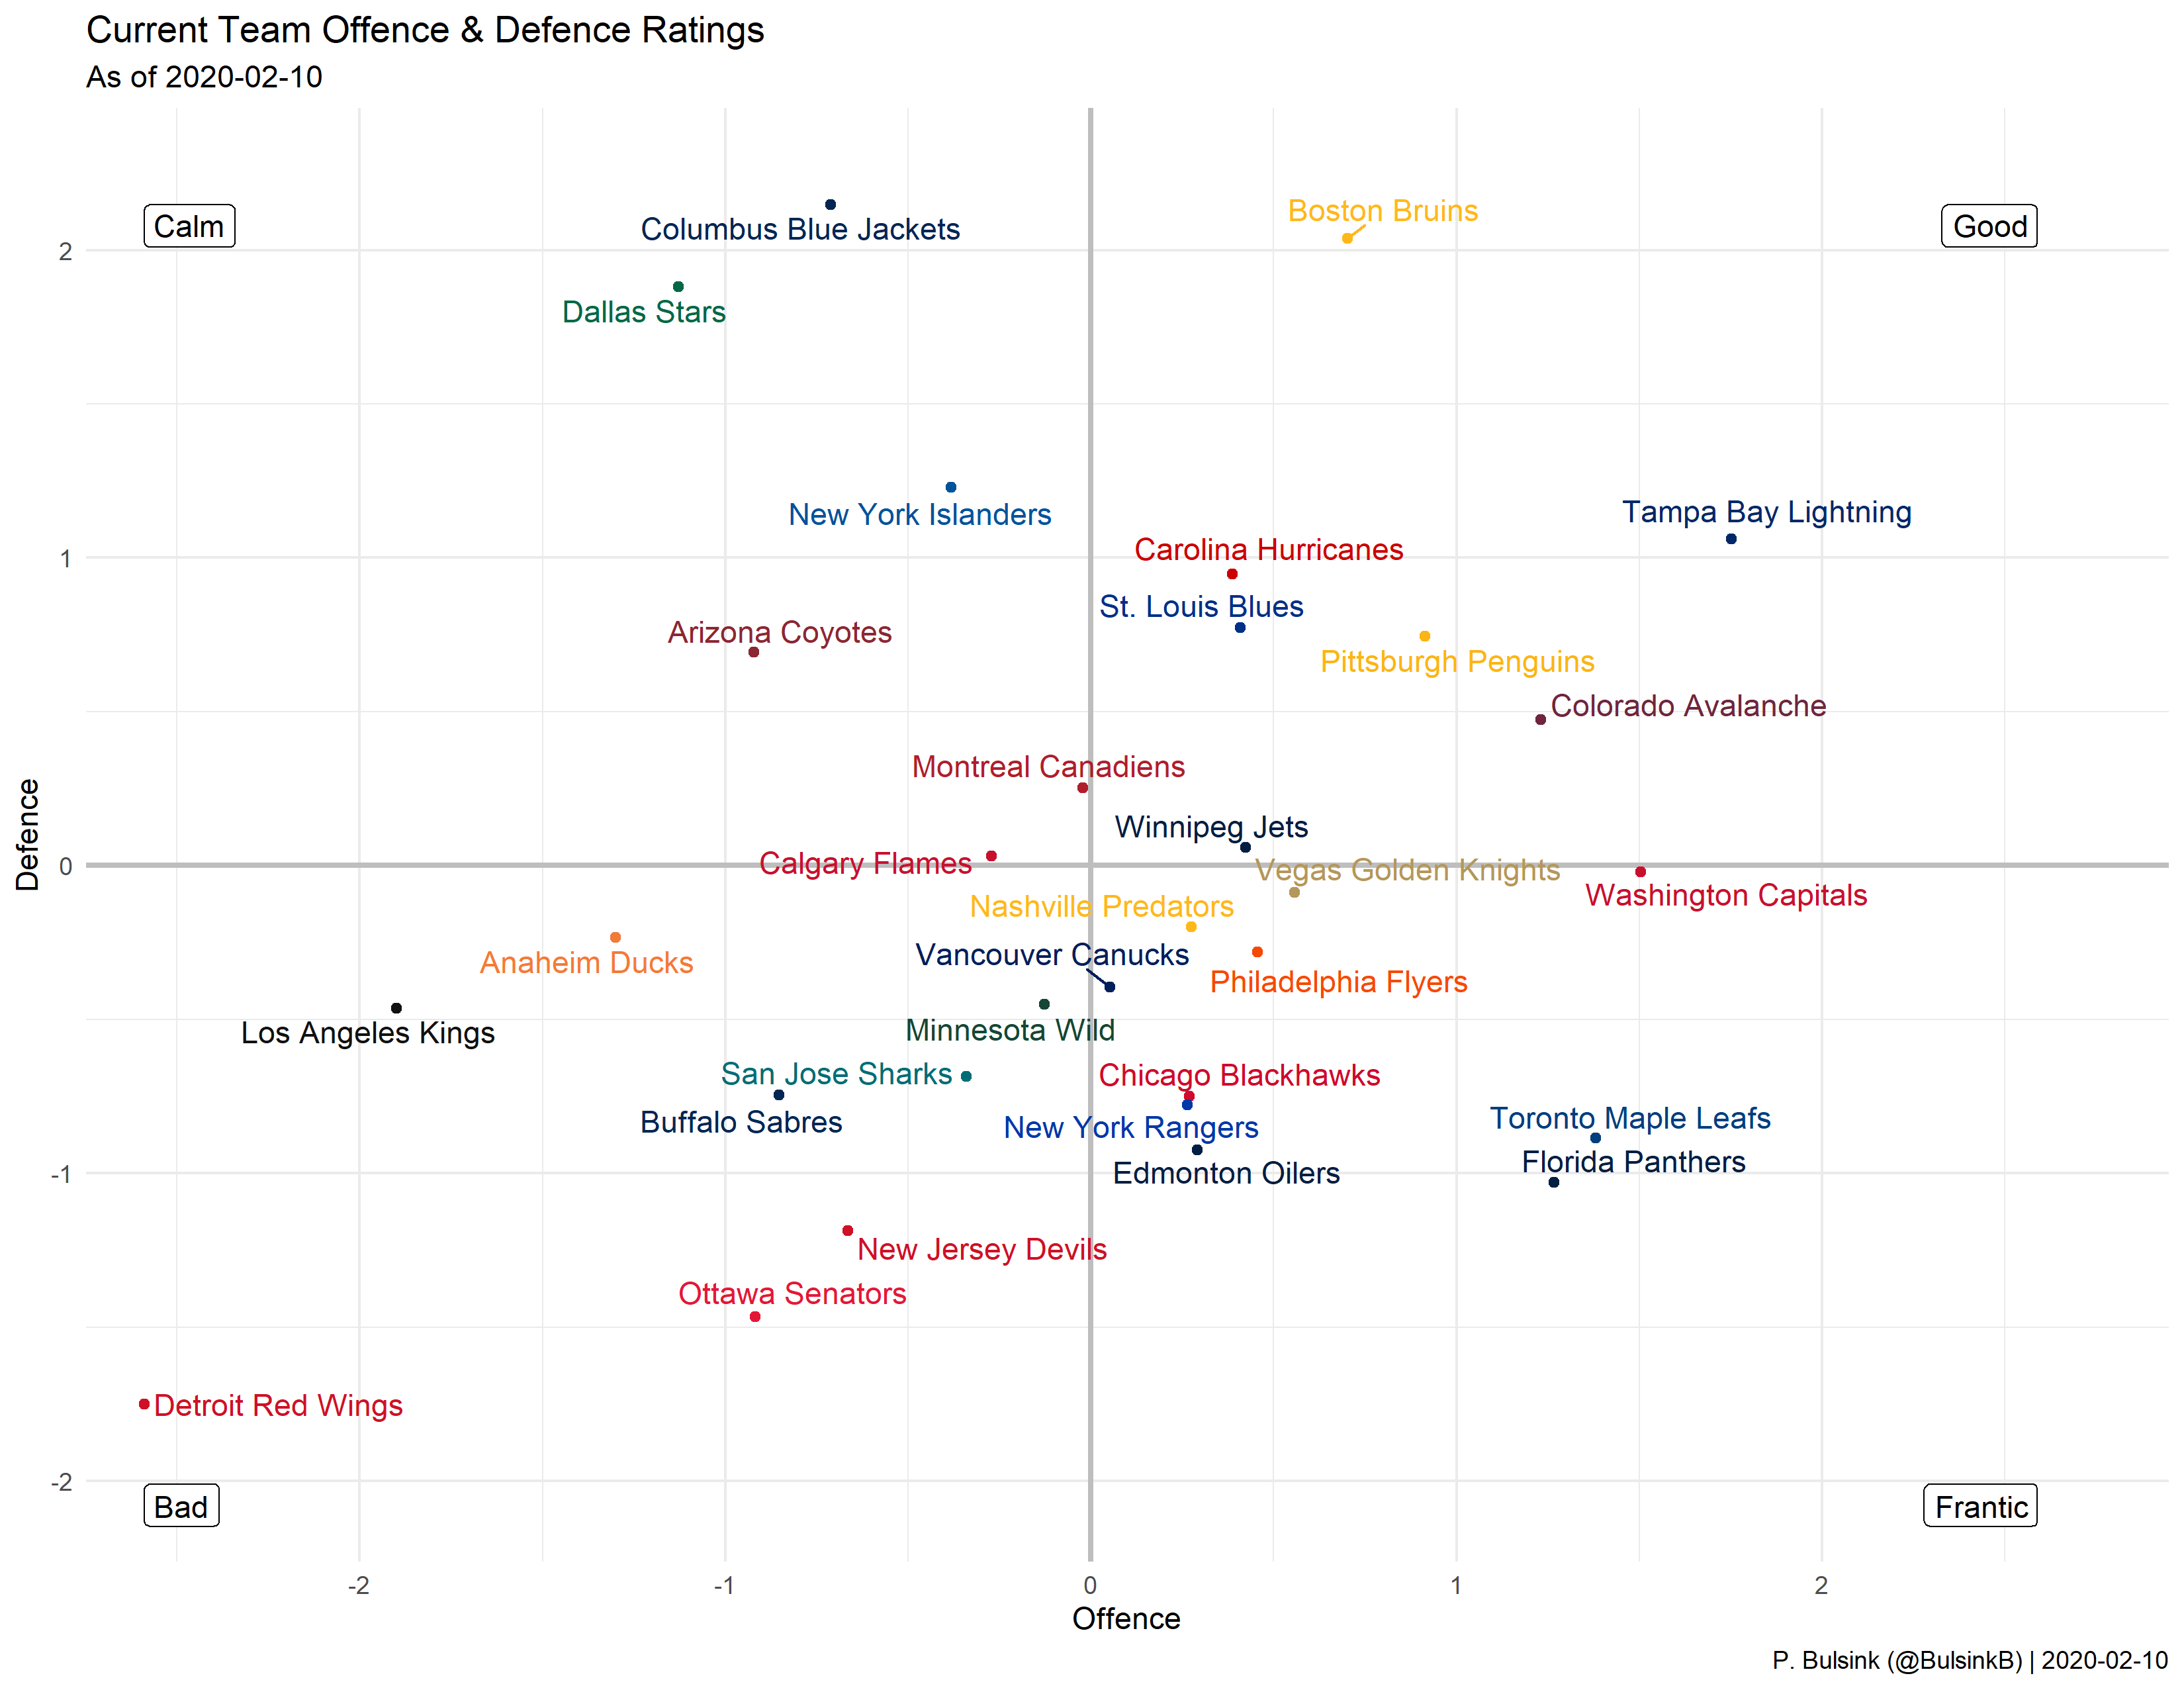 Current Team Offence & Defence Ratings
As of 2020-02-10
Calm
Columbus Blue Jackets
Boston Bruins
Good
2
Dallas Stars
New York Islanders
Tampa Bay Lightning
Carolina Hurricanes
1
St. Louis Blues
Arizona Coyotes
Pittsburgh Penguins
Colorado Avalanche
Montreal Canadiens
Winnipeg Jets
Defence
0
Calgary Flames
Vegas Golden Knights
Washington Capitals
Nashville Predators
Vancouver Canucks
Anaheim Ducks
Philadelphia Flyers
Los Angeles Kings
Minnesota Wild
San Jose Sharks
Chicago Blackhawks
Buffalo Sabres
New York Rangers
Toronto Maple Leafs
Florida Panthers
-1
Edmonton Oilers
New Jersey Devils
Ottawa Senators
Detroit Red Wings
-2
Bad
Frantic
-2
-1
0
1
2
Offence
P. Bulsink (@BulsinkB) | 2020-02-10